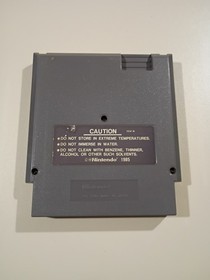 CAUTION
• DO NOT STORE IN EXTREME TEMPERATURES.
• DO NOT IMMERSE IN WATER.
• DO NOT CLEAN WITH BENZENE, THINNER,
ALCOHOL OR OTHER SUCH SOLVENTS.
Nintendo 1985